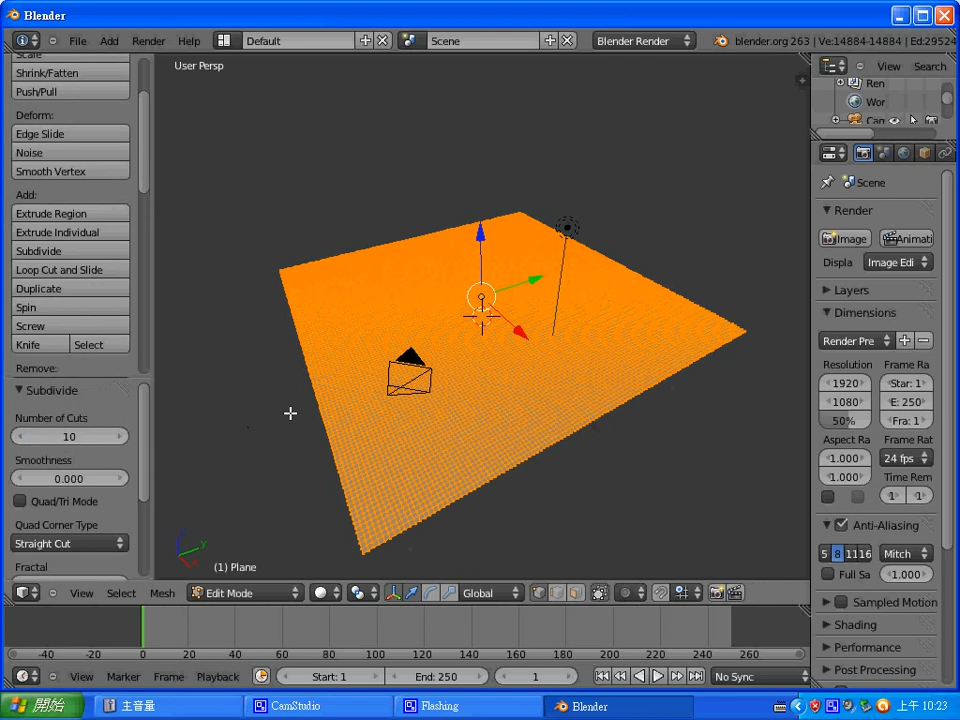 Blender
File Add Render Help Default Scene Blender Render blender.org 263 | Ve:14884-14884 | Ed:29524
Scale
Shrink/Fatten
Push/Pull
Deform:
Edge Slide
Noise
Smooth Vertex
Add:
Extrude Region
Extrude Individual
Subdivide
Loop Cut and Slide
Duplicate
Spin
Screw
Knife Select
Remove:
Subdivide
Number of Cuts
10
Smoothness
0.000
Quad/Tri Mode
Quad Corner Type
Straight Cut
Fractal
User Persp
z
y
x
(1) Plane
View Select Mesh Edit Mode Global
-40 -20 0 20 40 60 80 100 120 140 160 180 200 220 240 260
View Marker Frame Playback Start: 1 End: 250 1 No Sync
View Search
Ren
Wor
Can
Scene
Render
Image Animati
Displa Image Edi
Layers
Dimensions
Render Pre
Resolution Frame Ra
1920 Star: 1
1080 E: 250
50% Fra: 1
Aspect Ra Frame Rat
1.000 24 fps
1.000 Time Rem
1 1
Anti-Aliasing
5 8 11 16 Mitch
Full Sa 1.000
Sampled Motion
Shading
Performance
Post Processing
開始 主音量 CamStudio Flashing Blender 上午 10:23